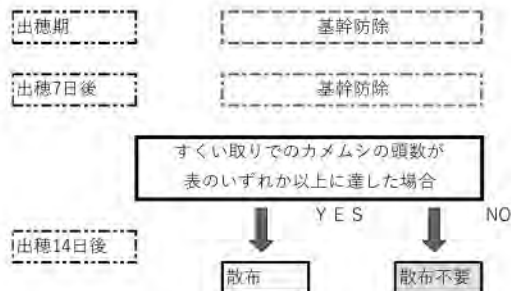 出穂期
基幹防除
出穂7日後
基幹防除
すくい取りでのカメムシの頭数が
表のいずれか以上に達した場合
YES
NO
出穂14日後
散布
散布不要